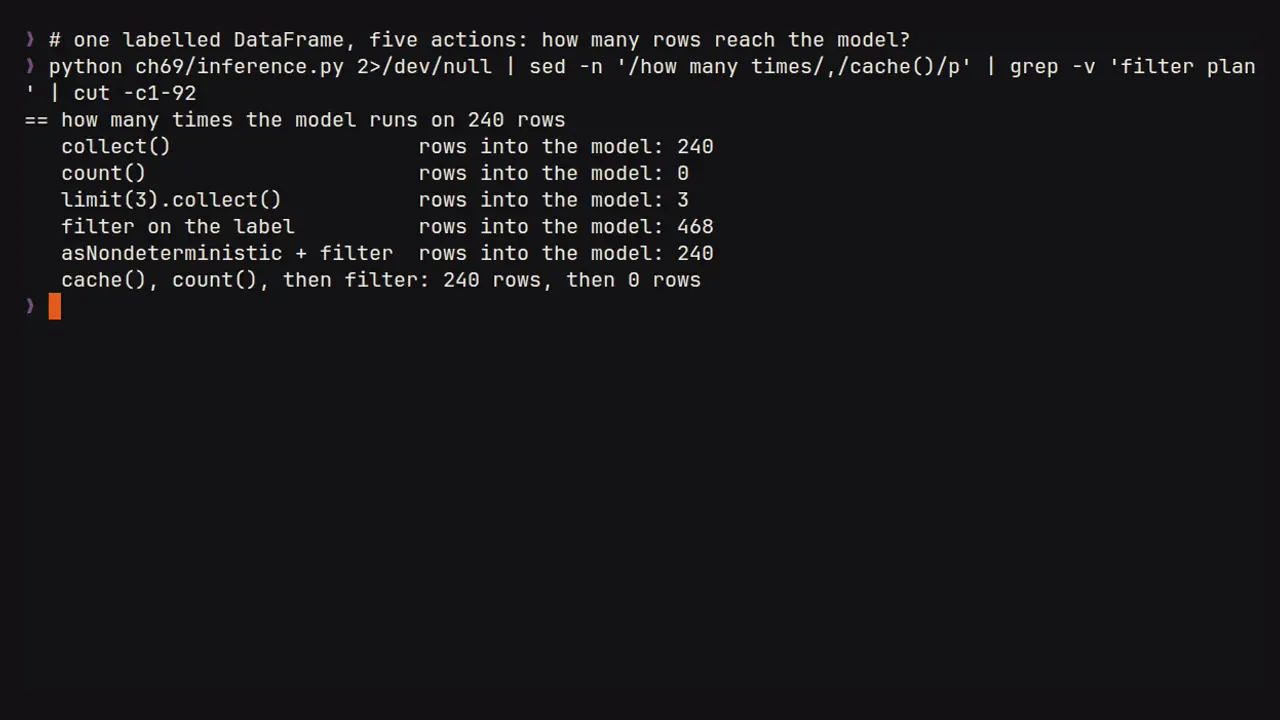 ❯ # one labelled DataFrame, five actions: how many rows reach the model?
❯ python ch69/inference.py 2>/dev/null | sed -n '/how many times/,/cache()/p' | grep -v 'filter plan
' | cut -c1-92
== how many times the model runs on 240 rows
   collect()                    rows into the model: 240
   count()                      rows into the model: 0
   limit(3).collect()           rows into the model: 3
   filter on the label          rows into the model: 468
   asNondeterministic + filter  rows into the model: 240
   cache(), count(), then filter: 240 rows, then 0 rows
❯